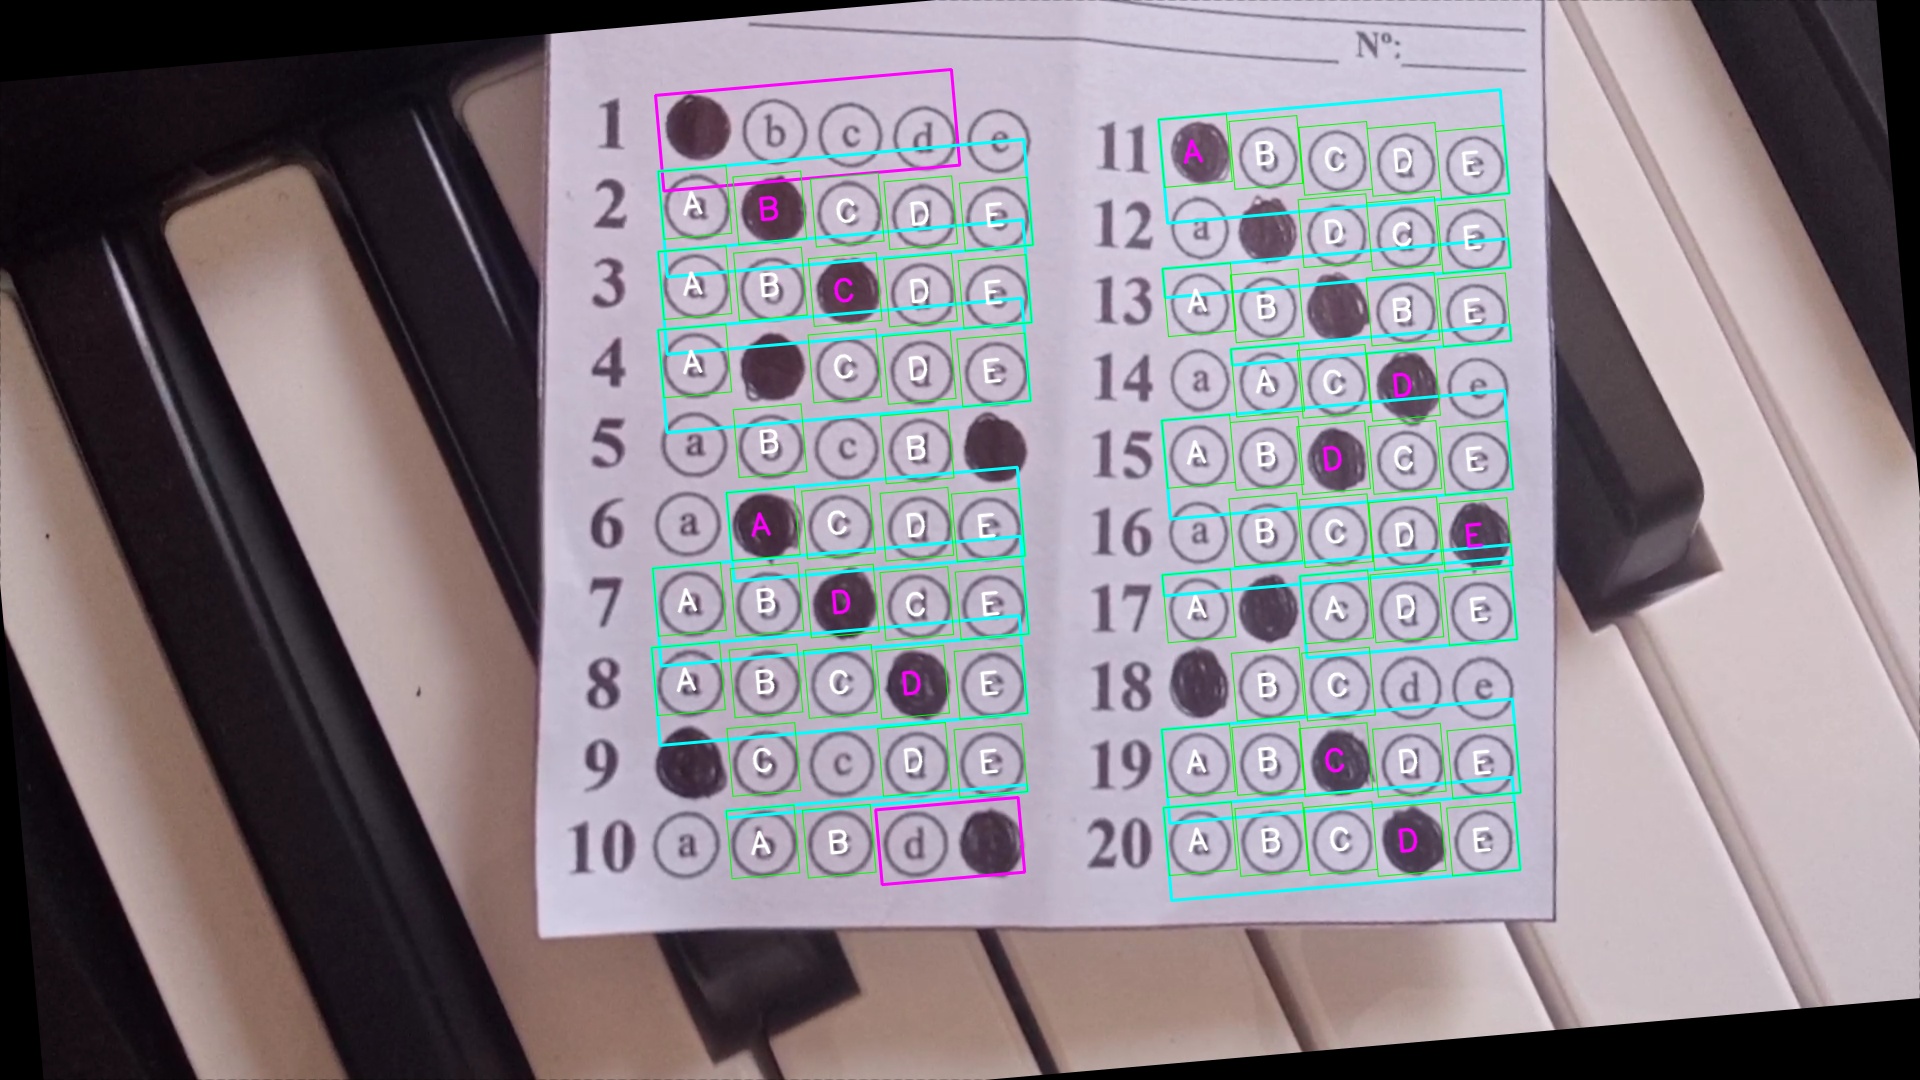 Nº:
1 b c d e
2 A B C D E
3 A B C D E
4 A C D E
5 a B c B
6 a A C D E
7 A B D C E
8 A B C D E
9 C c D E
10 a A B d
11 A B C D E
12 a D C E
13 A B B E
14 a A C D e
15 A B D C E
16 a B C D E
17 A A D E
18 B C d e
19 A B C D E
20 A B C D E